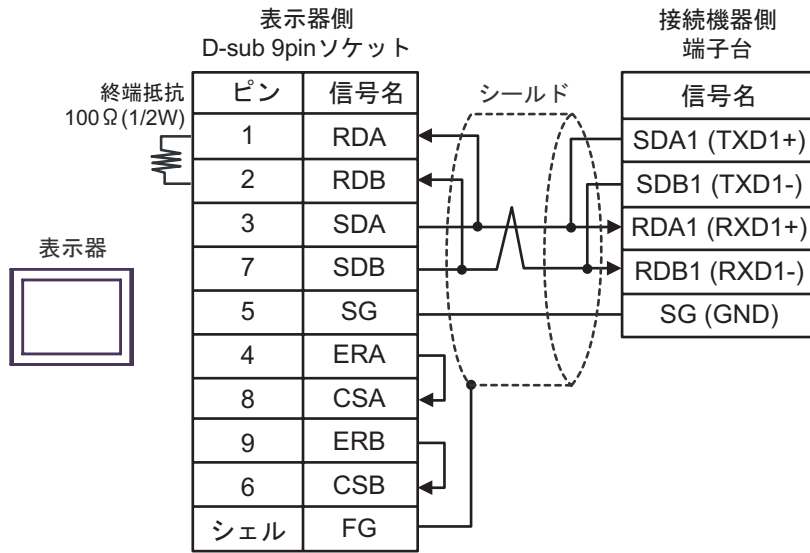 表示器側
D-sub 9pinソケット
接続機器側
端子台
終端抵抗
100Ω(1/2W)
表示器
シールド
ピン 信号名
1 RDA
2 RDB
3 SDA
7 SDB
5 SG
4 ERA
8 CSA
9 ERB
6 CSB
シェル FG
信号名
SDA1 (TXD1+)
SDB1 (TXD1-)
RDA1 (RXD1+)
RDB1 (RXD1-)
SG (GND)